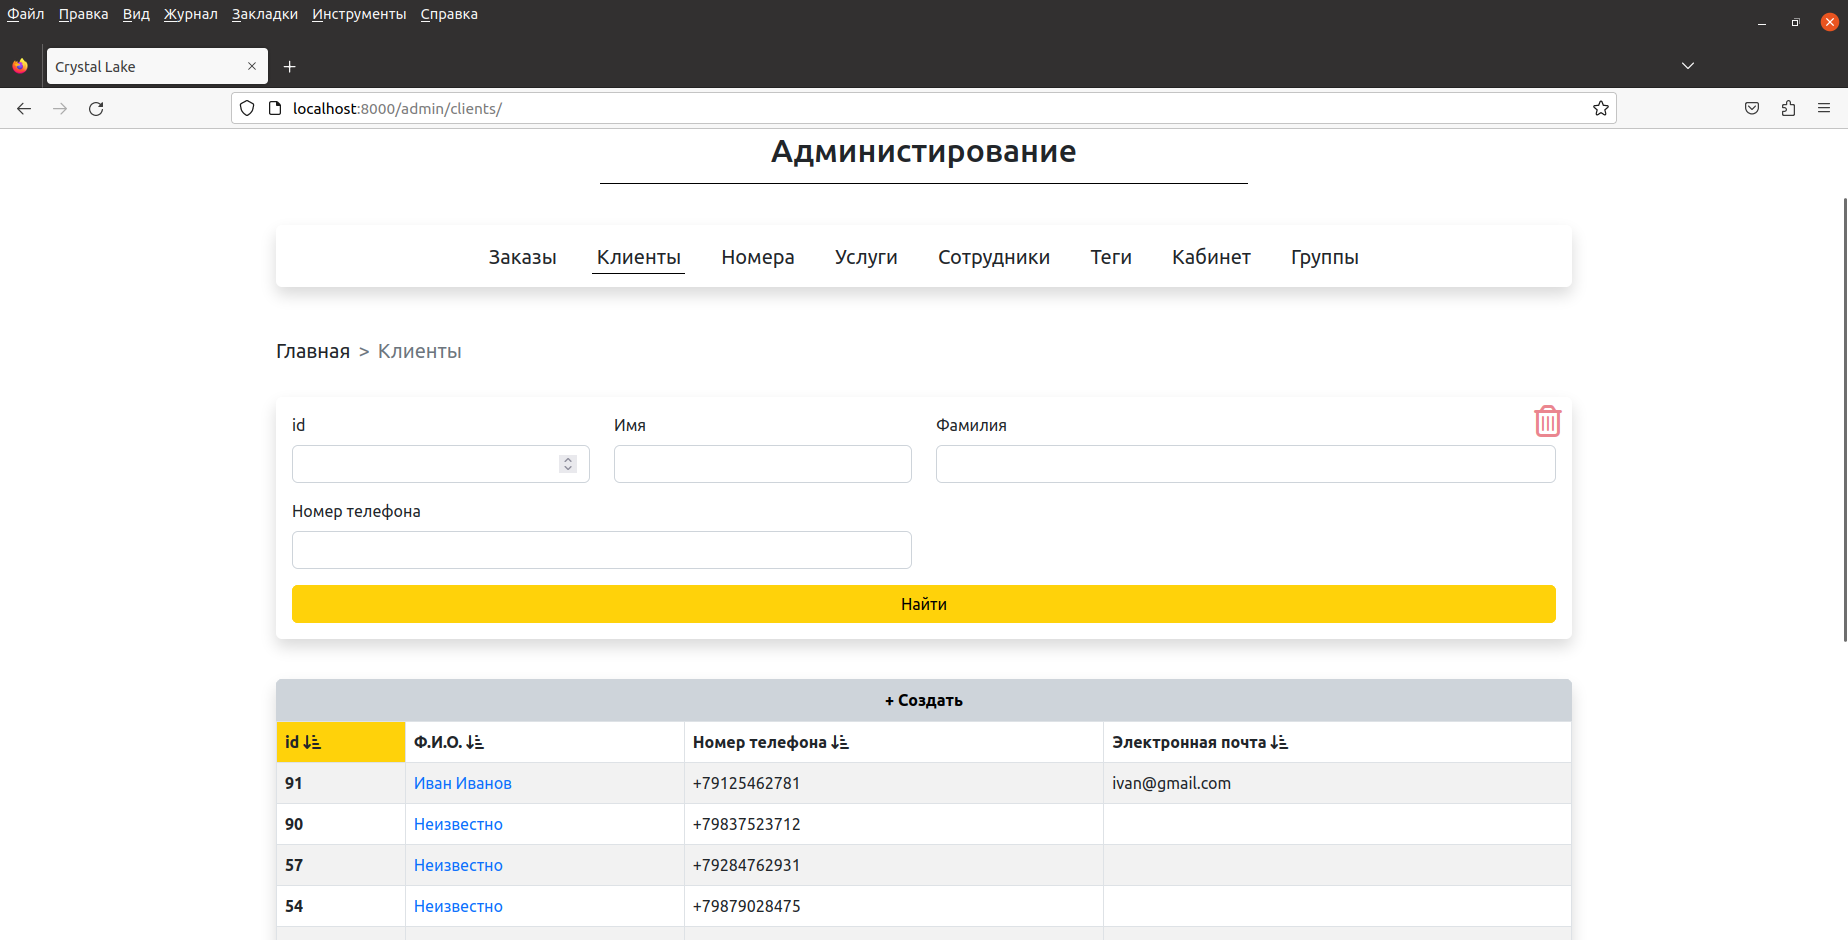 Файл Правка Вид Журнал Закладки Инструменты Справка
Crystal Lake
localhost:8000/admin/clients/
Администирование
Заказы Клиенты Номера Услуги Сотрудники Теги Кабинет Группы
Главная > Клиенты
id Имя Фамилия
Номер телефона
Найти
+ Создать
id Ф.И.О. Номер телефона Электронная почта
91 Иван Иванов +79125462781 ivan@gmail.com
90 Неизвестно +79837523712
57 Неизвестно +79284762931
54 Неизвестно +79879028475